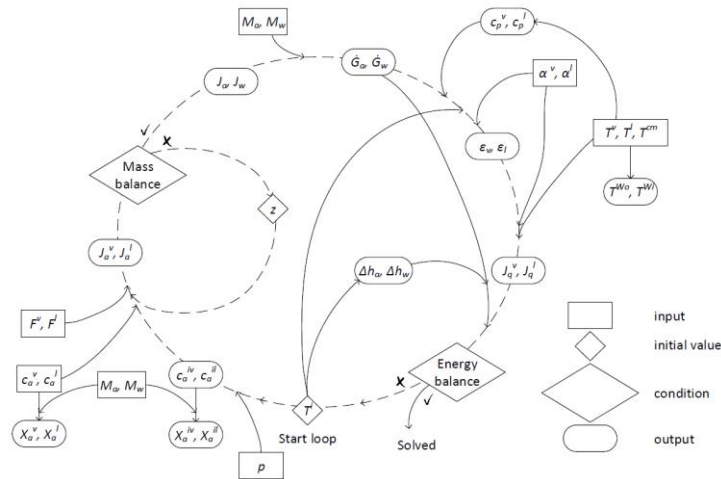 M_a, M_w
c_p^v, c_p^l
Ġ_a, Ġ_w
J_a, J_w
α^v, α^l
T^v, T^l, T^cm
ε_v, ε_l
Mass
balance
T^Wo, T^WI
z
J_a^v, J_a^l
Δh_a, Δh_w
J_q^v, J_q^l
F^v, F^l
input
initial value
c_a^v, c_a^l
M_a, M_w
c_a^iv, c_a^il
Energy
balance
condition
T^i
Start loop
X_a^v, X_a^l
X_a^iv, X_a^il
Solved
output
p